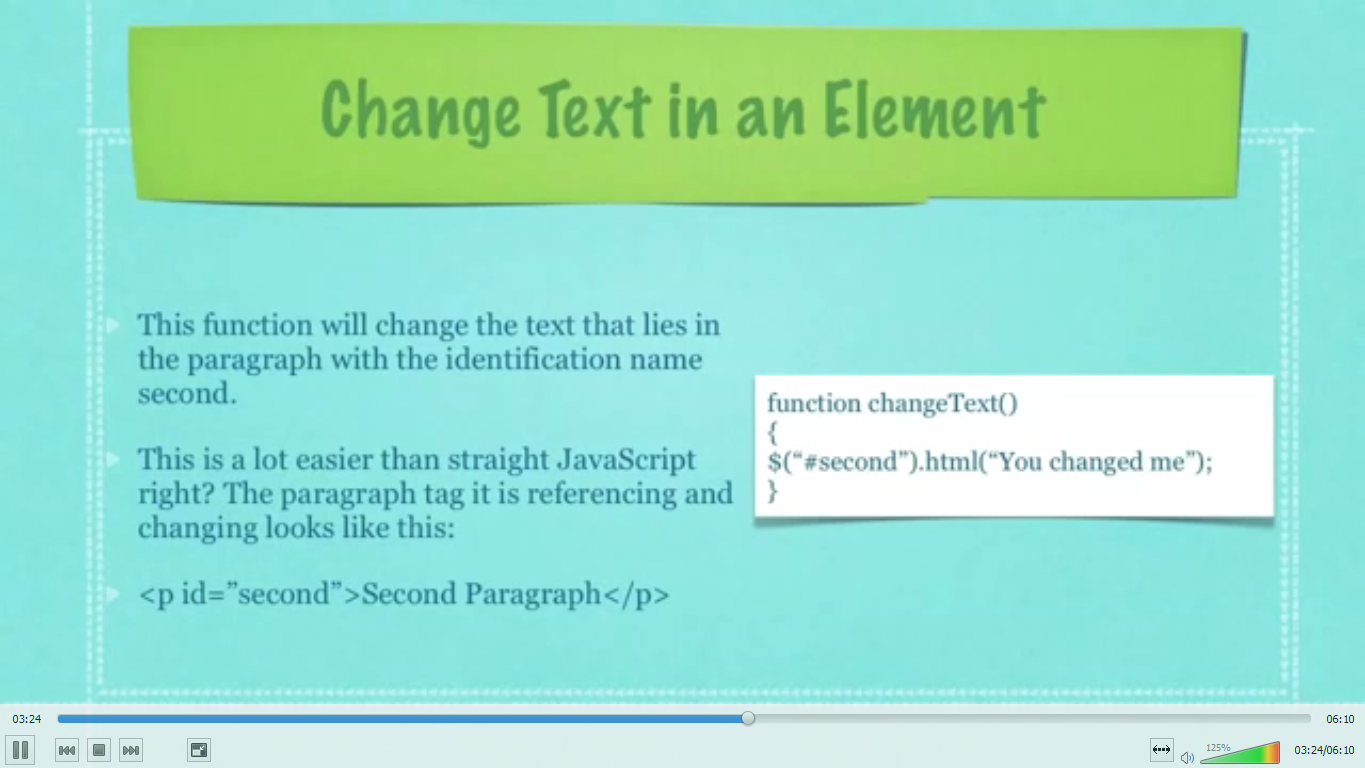 Change Text in an Element
This function will change the text that lies in
the paragraph with the identification name
second.
This is a lot easier than straight JavaScript
right? The paragraph tag it is referencing and
changing looks like this:
<p id=”second”>Second Paragraph</p>
function changeText()
{
$(“#second”).html(“You changed me”);
}
03:24
06:10
125%
03:24/06:10